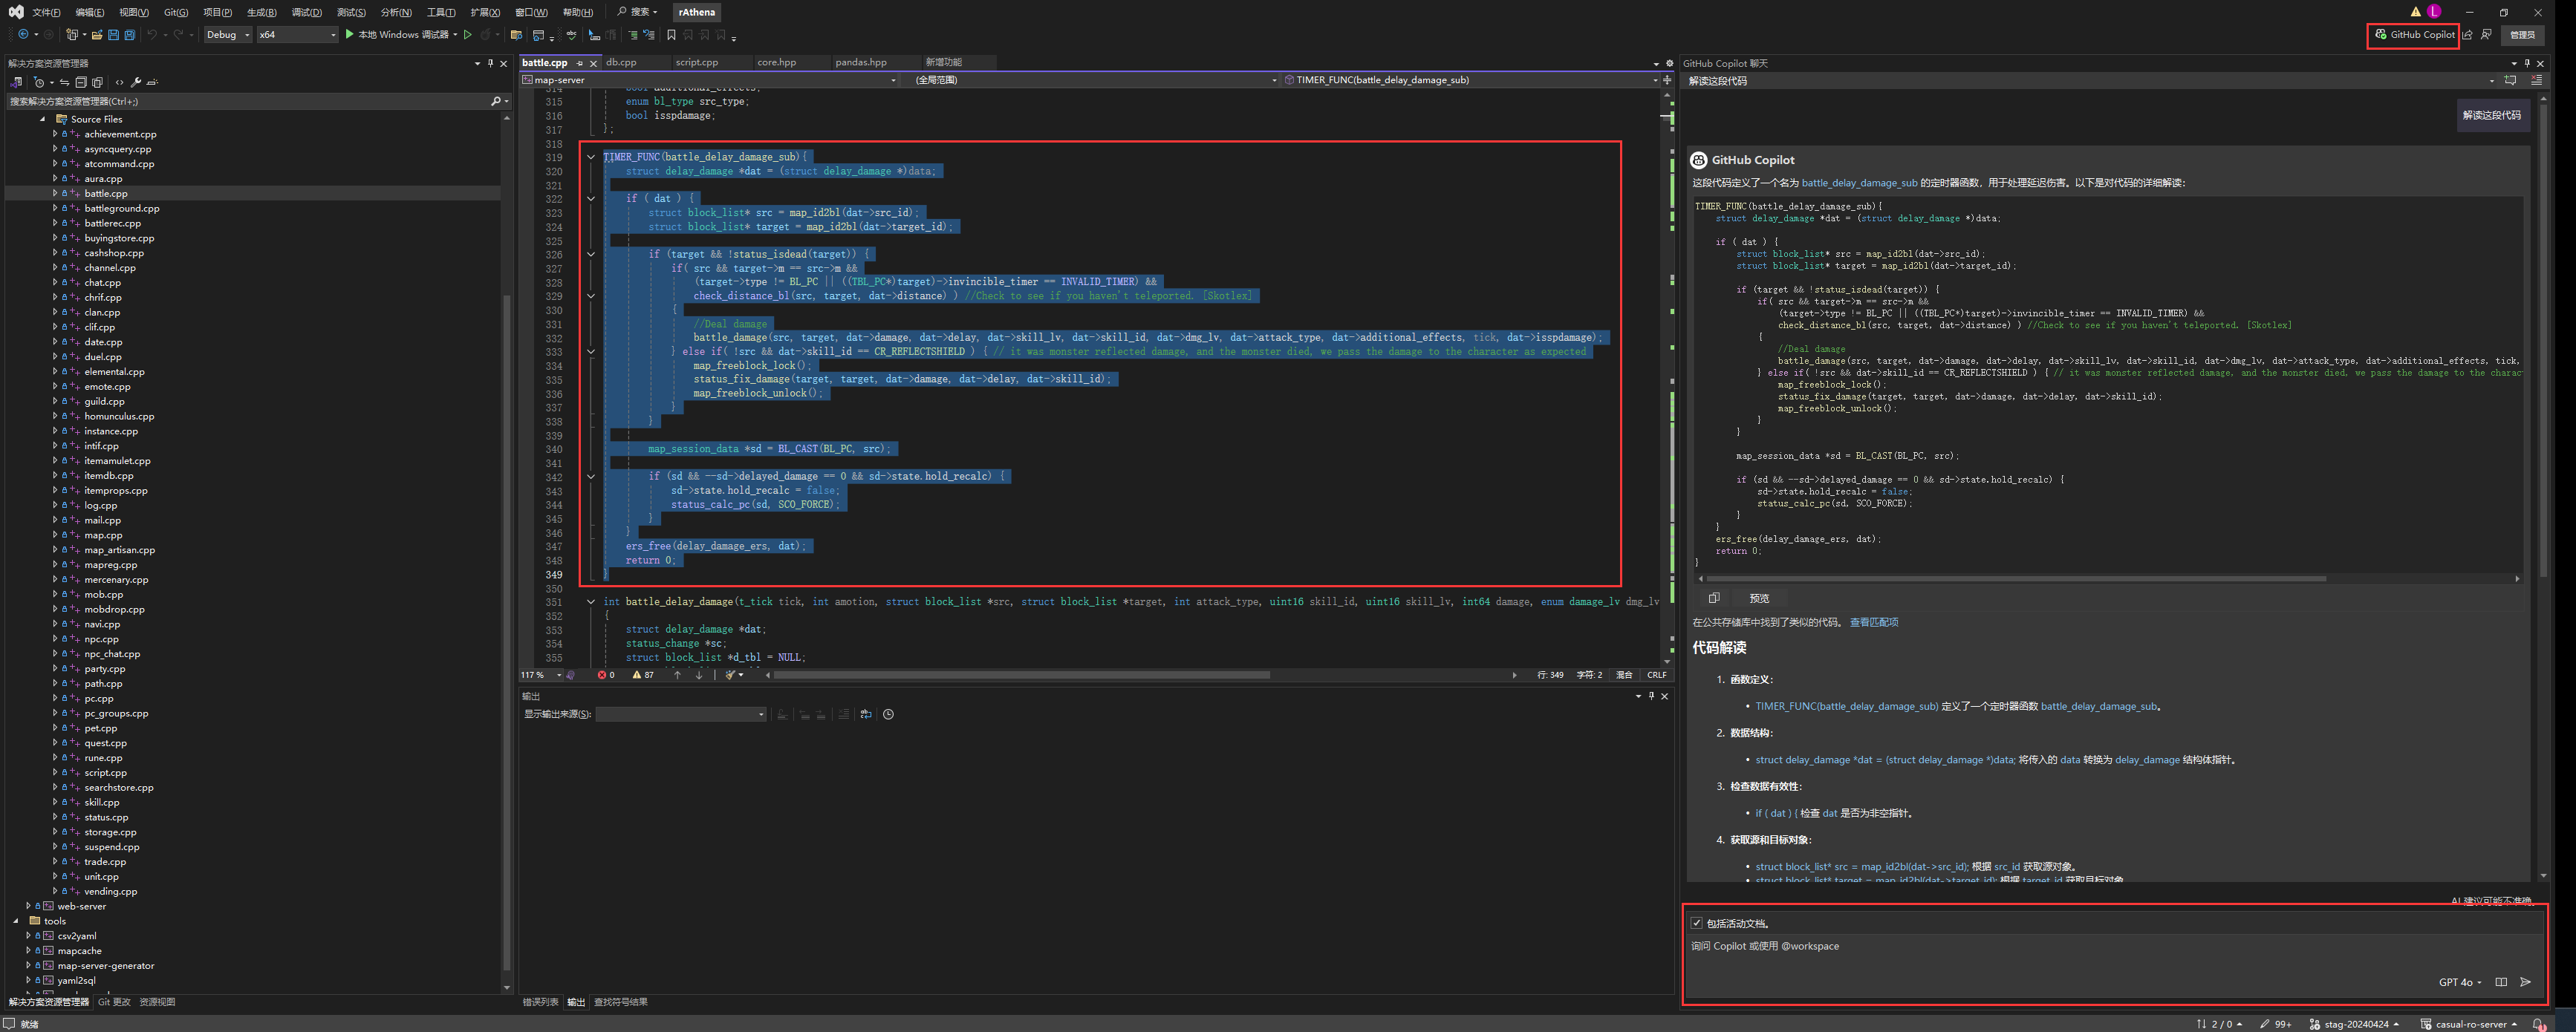 文件(F) 编辑(E) 视图(V) Git(G) 项目(P) 生成(B) 调试(D) 测试(S) 分析(N) 工具(T) 扩展(X) 窗口(W) 帮助(H) 搜索 rAthena L
Debug x64 本地 Windows 调试器 GitHub Copilot 管理员
解决方案资源管理器
搜索解决方案资源管理器(Ctrl+;)
Source Files
achievement.cpp
asyncquery.cpp
atcommand.cpp
aura.cpp
battle.cpp
battleground.cpp
battlerec.cpp
buyingstore.cpp
cashshop.cpp
channel.cpp
chat.cpp
chrif.cpp
clan.cpp
clif.cpp
date.cpp
duel.cpp
elemental.cpp
emote.cpp
guild.cpp
homunculus.cpp
instance.cpp
intif.cpp
itemamulet.cpp
itemdb.cpp
itemprops.cpp
log.cpp
mail.cpp
map.cpp
map_artisan.cpp
mapreg.cpp
mercenary.cpp
mob.cpp
mobdrop.cpp
navi.cpp
npc.cpp
npc_chat.cpp
party.cpp
path.cpp
pc.cpp
pc_groups.cpp
pet.cpp
quest.cpp
rune.cpp
script.cpp
searchstore.cpp
skill.cpp
status.cpp
storage.cpp
suspend.cpp
trade.cpp
unit.cpp
vending.cpp
web-server
tools
csv2yaml
mapcache
map-server-generator
yaml2sql
解决方案资源管理器 Git 更改 资源视图
battle.cpp db.cpp script.cpp core.hpp pandas.hpp 新增功能
map-server (全局范围) TIMER_FUNC(battle_delay_damage_sub)
314 bool additional_effects;
315 enum bl_type src_type;
316 bool isspdamage;
317 };
318
319 TIMER_FUNC(battle_delay_damage_sub){
320 struct delay_damage *dat = (struct delay_damage *)data;
321
322 if ( dat ) {
323 struct block_list* src = map_id2bl(dat->src_id);
324 struct block_list* target = map_id2bl(dat->target_id);
325
326 if (target && !status_isdead(target)) {
327 if( src && target->m == src->m &&
328 (target->type != BL_PC || ((TBL_PC*)target)->invincible_timer == INVALID_TIMER) &&
329 check_distance_bl(src, target, dat->distance) ) //Check to see if you haven't teleported. [Skotlex]
330 {
331 //Deal damage
332 battle_damage(src, target, dat->damage, dat->delay, dat->skill_lv, dat->skill_id, dat->dmg_lv, dat->attack_type, dat->additional_effects, tick, dat->isspdamage);
333 } else if( !src && dat->skill_id == CR_REFLECTSHIELD ) { // it was monster reflected damage, and the monster died, we pass the damage to the character as expected
334 map_freeblock_lock();
335 status_fix_damage(target, target, dat->damage, dat->delay, dat->skill_id);
336 map_freeblock_unlock();
337 }
338 }
339
340 map_session_data *sd = BL_CAST(BL_PC, src);
341
342 if (sd && --sd->delayed_damage == 0 && sd->state.hold_recalc) {
343 sd->state.hold_recalc = false;
344 status_calc_pc(sd, SCO_FORCE);
345 }
346 }
347 ers_free(delay_damage_ers, dat);
348 return 0;
349 }
350
351 int battle_delay_damage(t_tick tick, int amotion, struct block_list *src, struct block_list *target, int attack_type, uint16 skill_id, uint16 skill_lv, int64 damage, enum damage_lv dmg_lv
352 {
353 struct delay_damage *dat;
354 status_change *sc;
355 struct block_list *d_tbl = NULL;
117 % 0 87 行: 349 字符: 2 混合 CRLF
输出
显示输出来源(S):
错误列表 输出 查找符号结果
GitHub Copilot 聊天
解读这段代码
解读这段代码
GitHub Copilot
这段代码定义了一个名为 battle_delay_damage_sub 的定时器函数，用于处理延迟伤害。以下是对代码的详细解读：
TIMER_FUNC(battle_delay_damage_sub){
struct delay_damage *dat = (struct delay_damage *)data;
if ( dat ) {
struct block_list* src = map_id2bl(dat->src_id);
struct block_list* target = map_id2bl(dat->target_id);
if (target && !status_isdead(target)) {
if( src && target->m == src->m &&
(target->type != BL_PC || ((TBL_PC*)target)->invincible_timer == INVALID_TIMER) &&
check_distance_bl(src, target, dat->distance) ) //Check to see if you haven't teleported. [Skotlex]
{
//Deal damage
battle_damage(src, target, dat->damage, dat->delay, dat->skill_lv, dat->skill_id, dat->dmg_lv, dat->attack_type, dat->additional_effects, tick,
} else if( !src && dat->skill_id == CR_REFLECTSHIELD ) { // it was monster reflected damage, and the monster died, we pass the damage to the charac
map_freeblock_lock();
status_fix_damage(target, target, dat->damage, dat->delay, dat->skill_id);
map_freeblock_unlock();
}
}
map_session_data *sd = BL_CAST(BL_PC, src);
if (sd && --sd->delayed_damage == 0 && sd->state.hold_recalc) {
sd->state.hold_recalc = false;
status_calc_pc(sd, SCO_FORCE);
}
}
ers_free(delay_damage_ers, dat);
return 0;
}
预览
在公共存储库中找到了类似的代码。 查看匹配项
代码解读
1. 函数定义：
• TIMER_FUNC(battle_delay_damage_sub) 定义了一个定时器函数 battle_delay_damage_sub。
2. 数据结构：
• struct delay_damage *dat = (struct delay_damage *)data; 将传入的 data 转换为 delay_damage 结构体指针。
3. 检查数据有效性：
• if ( dat ) { 检查 dat 是否为非空指针。
4. 获取源和目标对象：
• struct block_list* src = map_id2bl(dat->src_id); 根据 src_id 获取源对象。
• struct block_list* target = map_id2bl(dat->target_id); 根据 target_id 获取目标对象
AI 建议可能不准确。
包括活动文档。
询问 Copilot 或使用 @workspace
GPT 4o
就绪 2 / 0 99+ stag-20240424 casual-ro-server